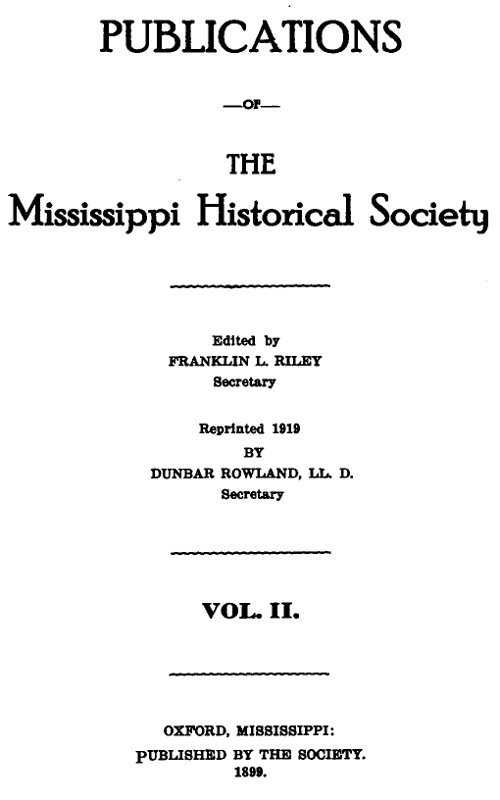 PUBLICATIONS
—OF—
THE
Mississippi Historical Society
Edited by
FRANKLIN L. RILEY
Secretary
Reprinted 1919
BY
DUNBAR ROWLAND, LL. D.
Secretary
VOL. II.
OXFORD, MISSISSIPPI:
PUBLISHED BY THE SOCIETY.
1899.